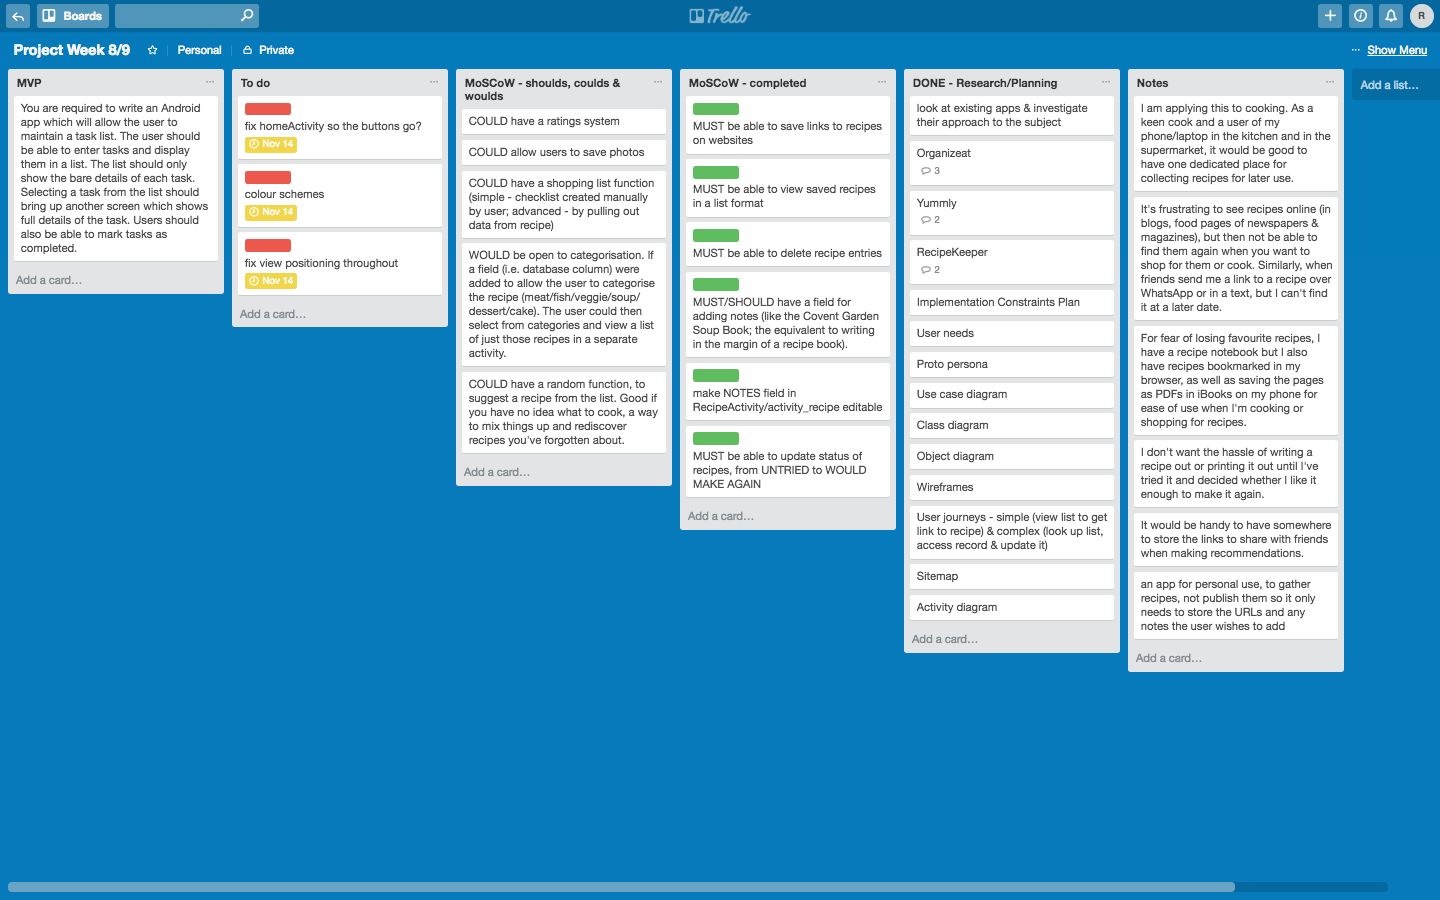 Boards
Trello
R
Project Week 8/9
Personal
Private
... Show Menu
MVP
You are required to write an Android
app which will allow the user to
maintain a task list. The user should
be able to enter tasks and display
them in a list. The list should only
show the bare details of each task.
Selecting a task from the list should
bring up another screen which shows
full details of the task. Users should
also be able to mark tasks as
completed.
Add a card...
To do
fix homeActivity so the buttons go?
Nov 14
colour schemes
Nov 14
fix view positioning throughout
Nov 14
Add a card...
MoSCoW - shoulds, coulds &
woulds
COULD have a ratings system
COULD allow users to save photos
COULD have a shopping list function
(simple - checklist created manually
by user; advanced - by pulling out
data from recipe)
WOULD be open to categorisation. If
a field (i.e. database column) were
added to allow the user to categorise
the recipe (meat/fish/veggie/soup/
dessert/cake). The user could then
select from categories and view a list
of just those recipes in a separate
activity.
COULD have a random function, to
suggest a recipe from the list. Good if
you have no idea what to cook, a way
to mix things up and rediscover
recipes you've forgotten about.
Add a card...
MoSCoW - completed
MUST be able to save links to recipes
on websites
MUST be able to view saved recipes
in a list format
MUST be able to delete recipe entries
MUST/SHOULD have a field for
adding notes (like the Covent Garden
Soup Book; the equivalent to writing
in the margin of a recipe book).
make NOTES field in
RecipeActivity/activity_recipe editable
MUST be able to update status of
recipes, from UNTRIED to WOULD
MAKE AGAIN
Add a card...
DONE - Research/Planning
look at existing apps & investigate
their approach to the subject
Organizeat
3
Yummly
2
RecipeKeeper
2
Implementation Constraints Plan
User needs
Proto persona
Use case diagram
Class diagram
Object diagram
Wireframes
User journeys - simple (view list to get
link to recipe) & complex (look up list,
access record & update it)
Sitemap
Activity diagram
Add a card...
Notes
I am applying this to cooking. As a
keen cook and a user of my
phone/laptop in the kitchen and in the
supermarket, it would be good to
have one dedicated place for
collecting recipes for later use.
It's frustrating to see recipes online (in
blogs, food pages of newspapers &
magazines), but then not be able to
find them again when you want to
shop for them or cook. Similarly, when
friends send me a link to a recipe over
WhatsApp or in a text, but I can't find
it at a later date.
For fear of losing favourite recipes, I
have a recipe notebook but I also
have recipes bookmarked in my
browser, as well as saving the pages
as PDFs in iBooks on my phone for
ease of use when I'm cooking or
shopping for recipes.
I don't want the hassle of writing a
recipe out or printing it out until I've
tried it and decided whether I like it
enough to make it again.
It would be handy to have somewhere
to store the links to share with friends
when making recommendations.
an app for personal use, to gather
recipes, not publish them so it only
needs to store the URLs and any
notes the user wishes to add
Add a card...
Add a list...